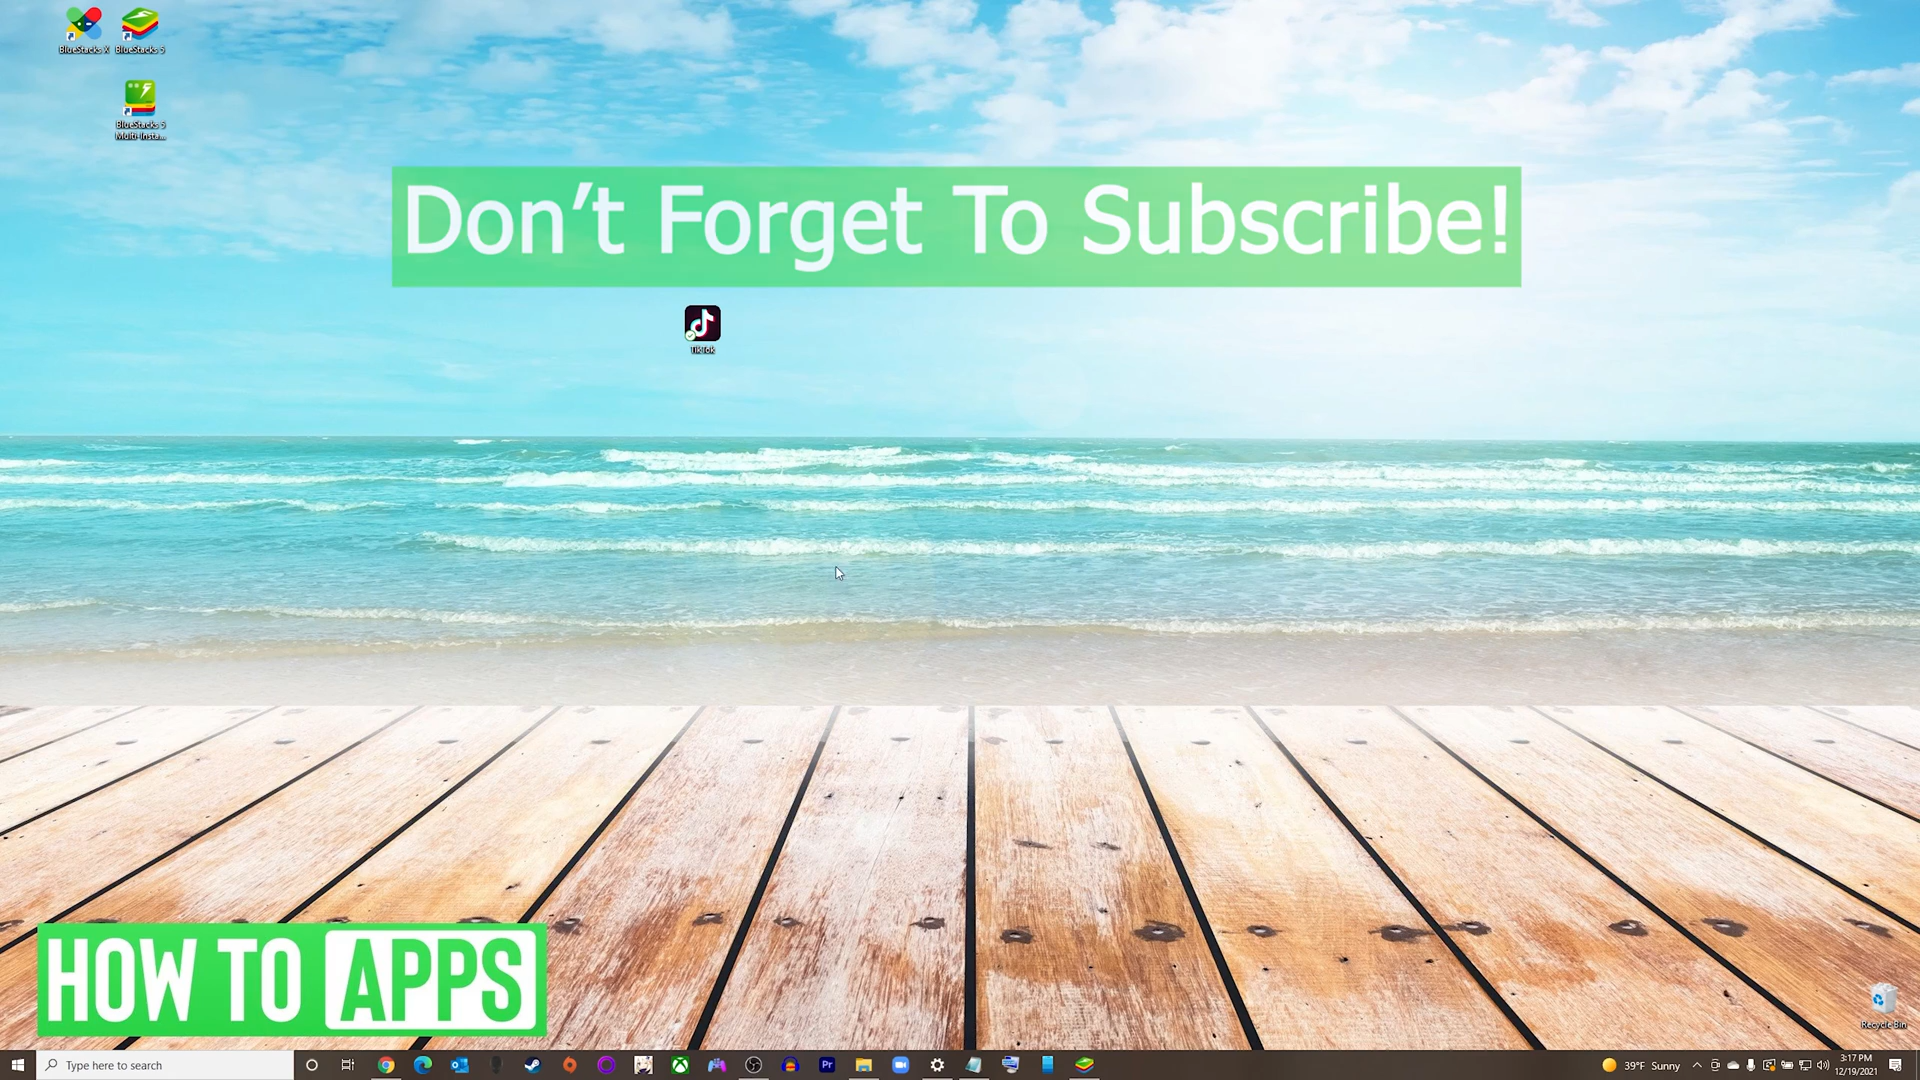 BlueStacks X
BlueStacks 5
BlueStacks 5
Multi-Insta...
Don't Forget To Subscribe!
TikTok
HOW TO APPS
Recycle Bin
Type here to search
Pr
39°F Sunny
3:17 PM
12/19/2021